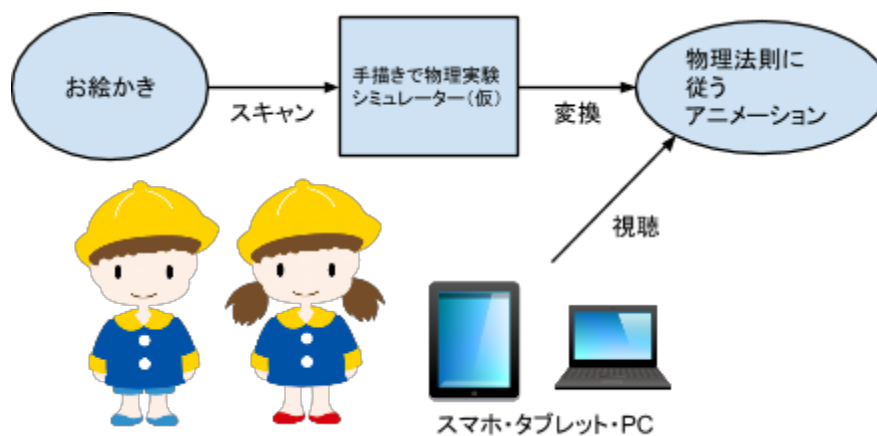 お絵かき
スキャン
手描きで物理実験
シミュレーター（仮）
変換
物理法則に
従う
アニメーション
視聴
スマホ・タブレット・PC